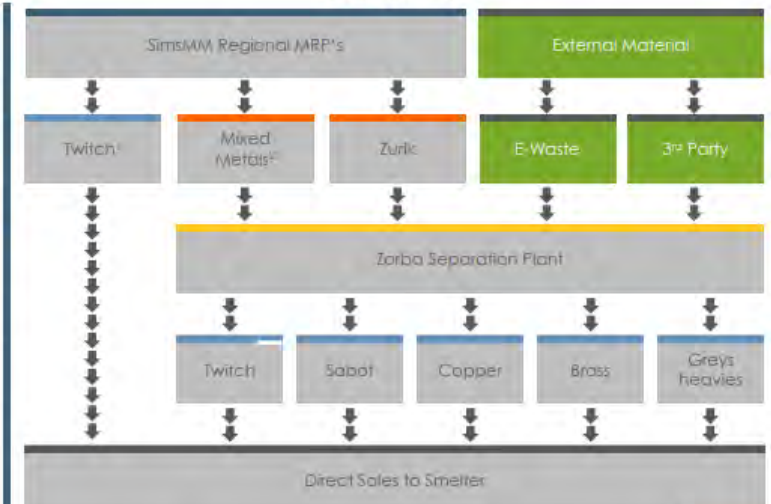 SimsMM Regional MRP's
External Material
Twitch¹
Mixed
Metals²
Zurik
E-Waste
3rd Party
Zorba Separation Plant
Twitch
Sabot
Copper
Brass
Greys
heavies
Direct Sales to Smelter